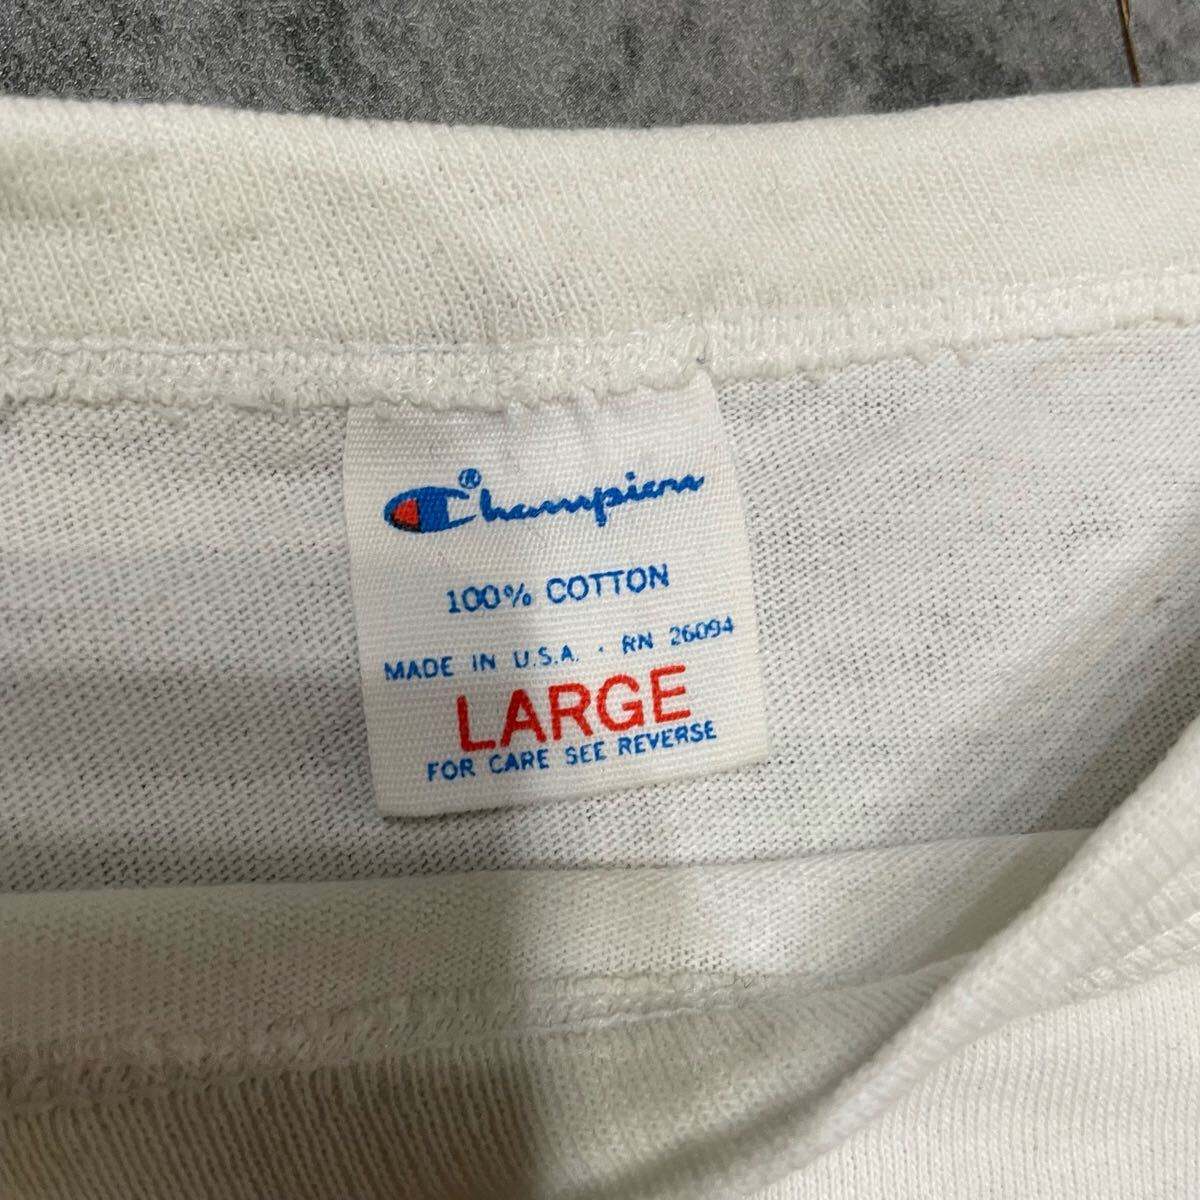 Champion®
100% COTTON
MADE IN U.S.A. · RN 26094
LARGE
FOR CARE SEE REVERSE